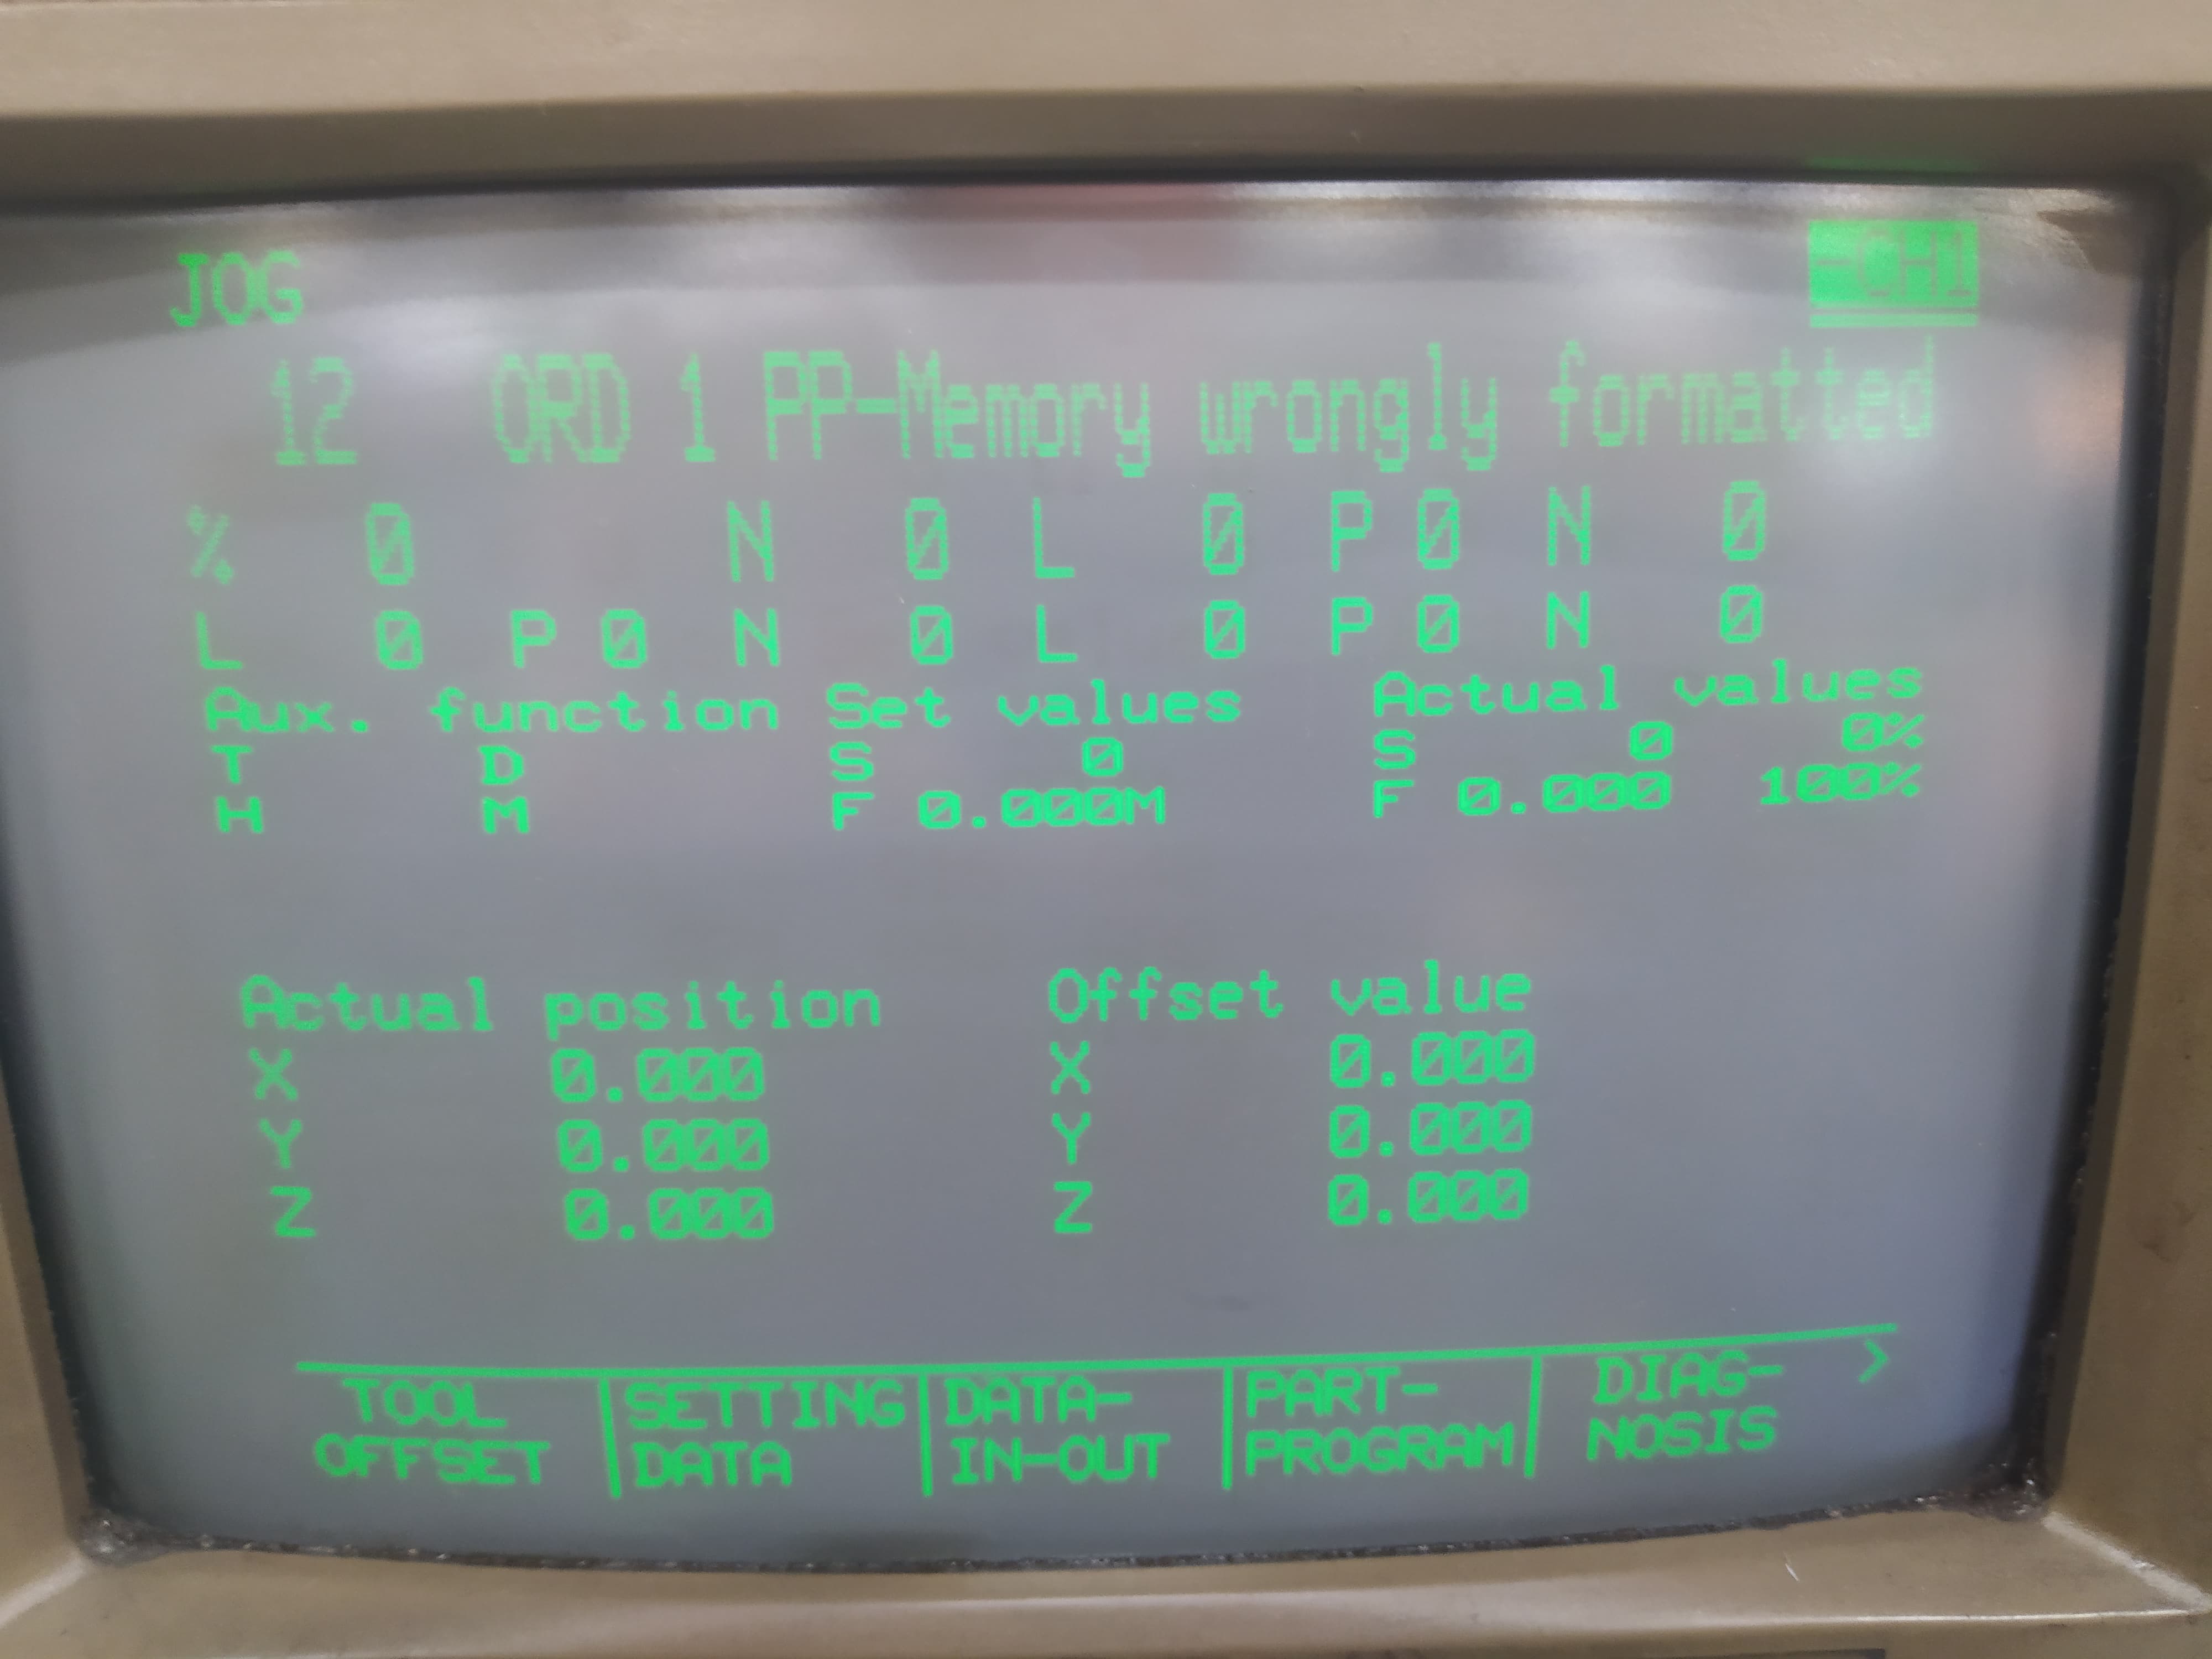 JOG -CH1
12 ORD 1 PP-Memory wrongly formatted
% 0 N 0 L 0 P 0 N 0
L 0 P 0 N 0 L 0 P 0 N 0
Aux. function Set values Actual values
T D S 0 S 0 0%
H M F 0.000M F 0.000 100%
Actual position Offset value
X 0.000 X 0.000
Y 0.000 Y 0.000
Z 0.000 Z 0.000
TOOL SETTING DATA- PART- DIAG- >
OFFSET DATA IN-OUT PROGRAM NOSIS